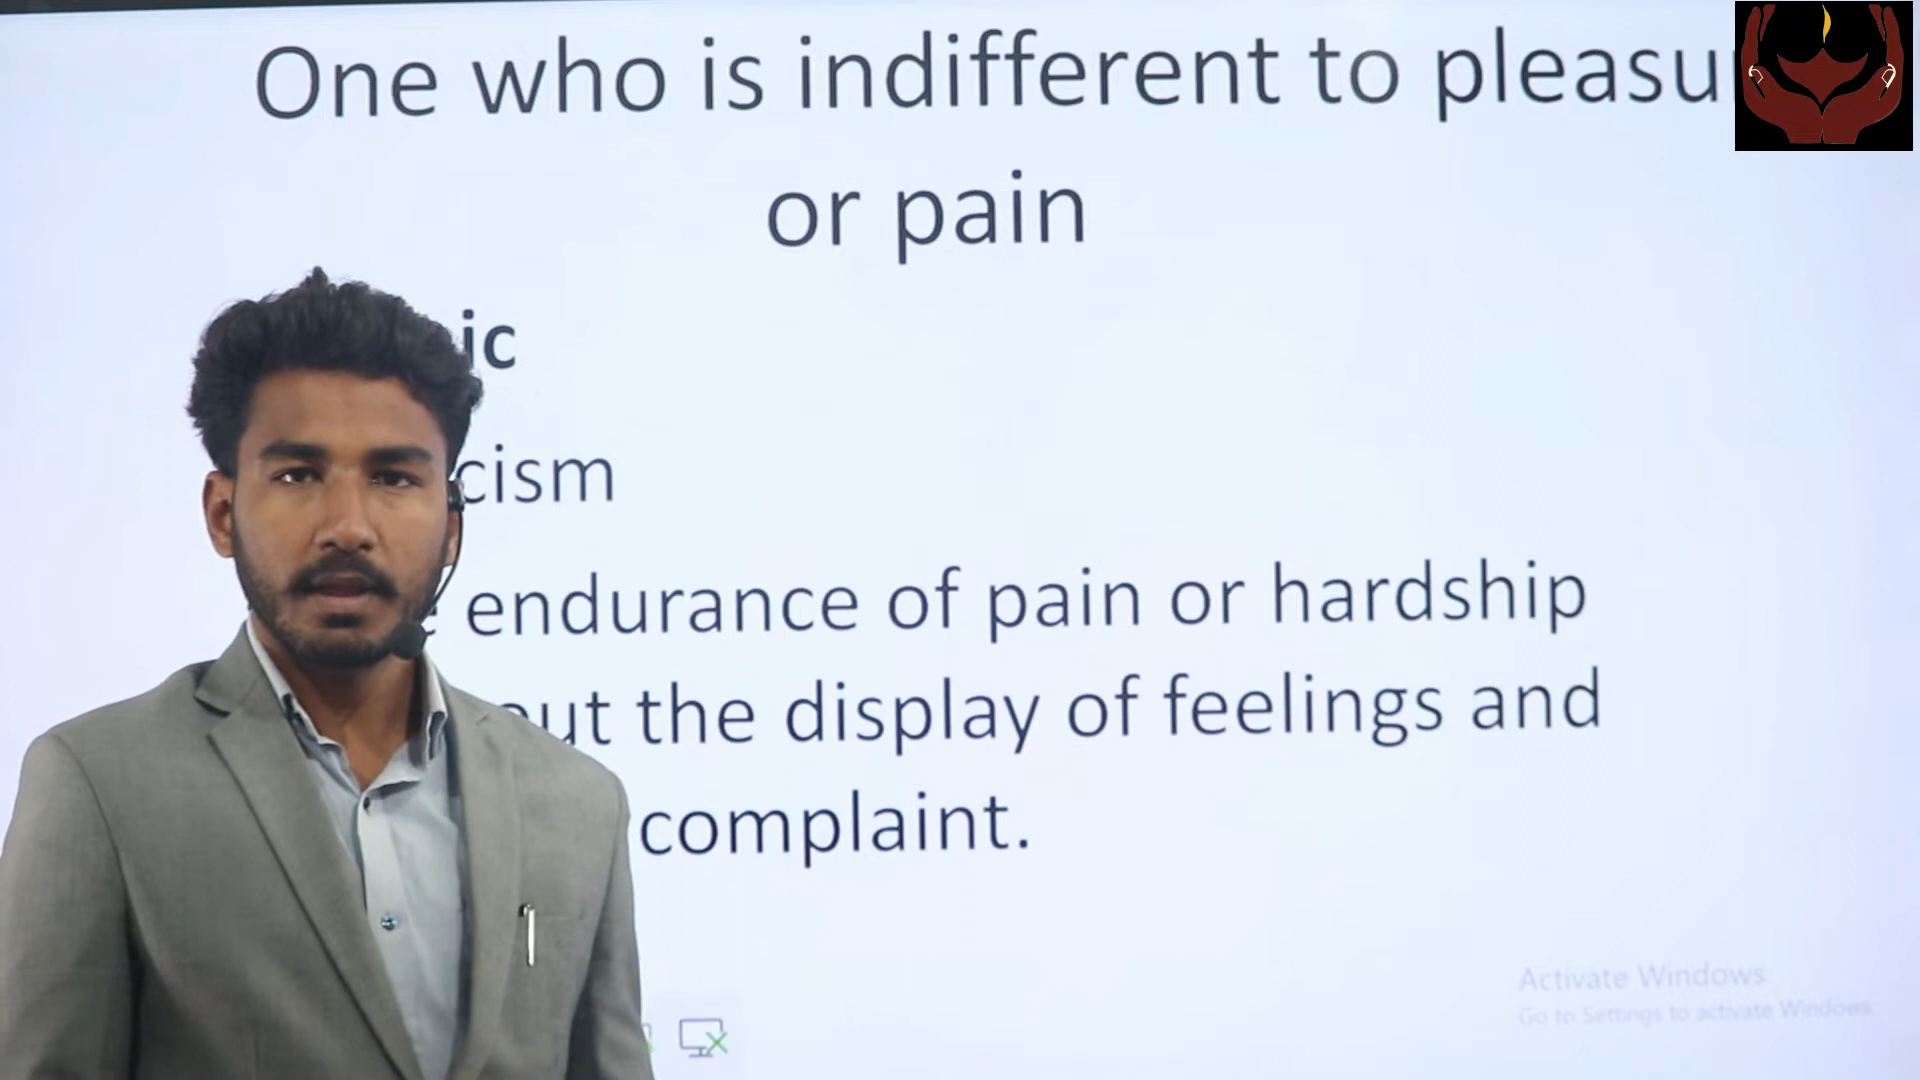 One who is indifferent to pleasu
or pain
ic
cism
endurance of pain or hardship
out the display of feelings and
complaint.
Activate Windows
Go to Settings to activate Windows.